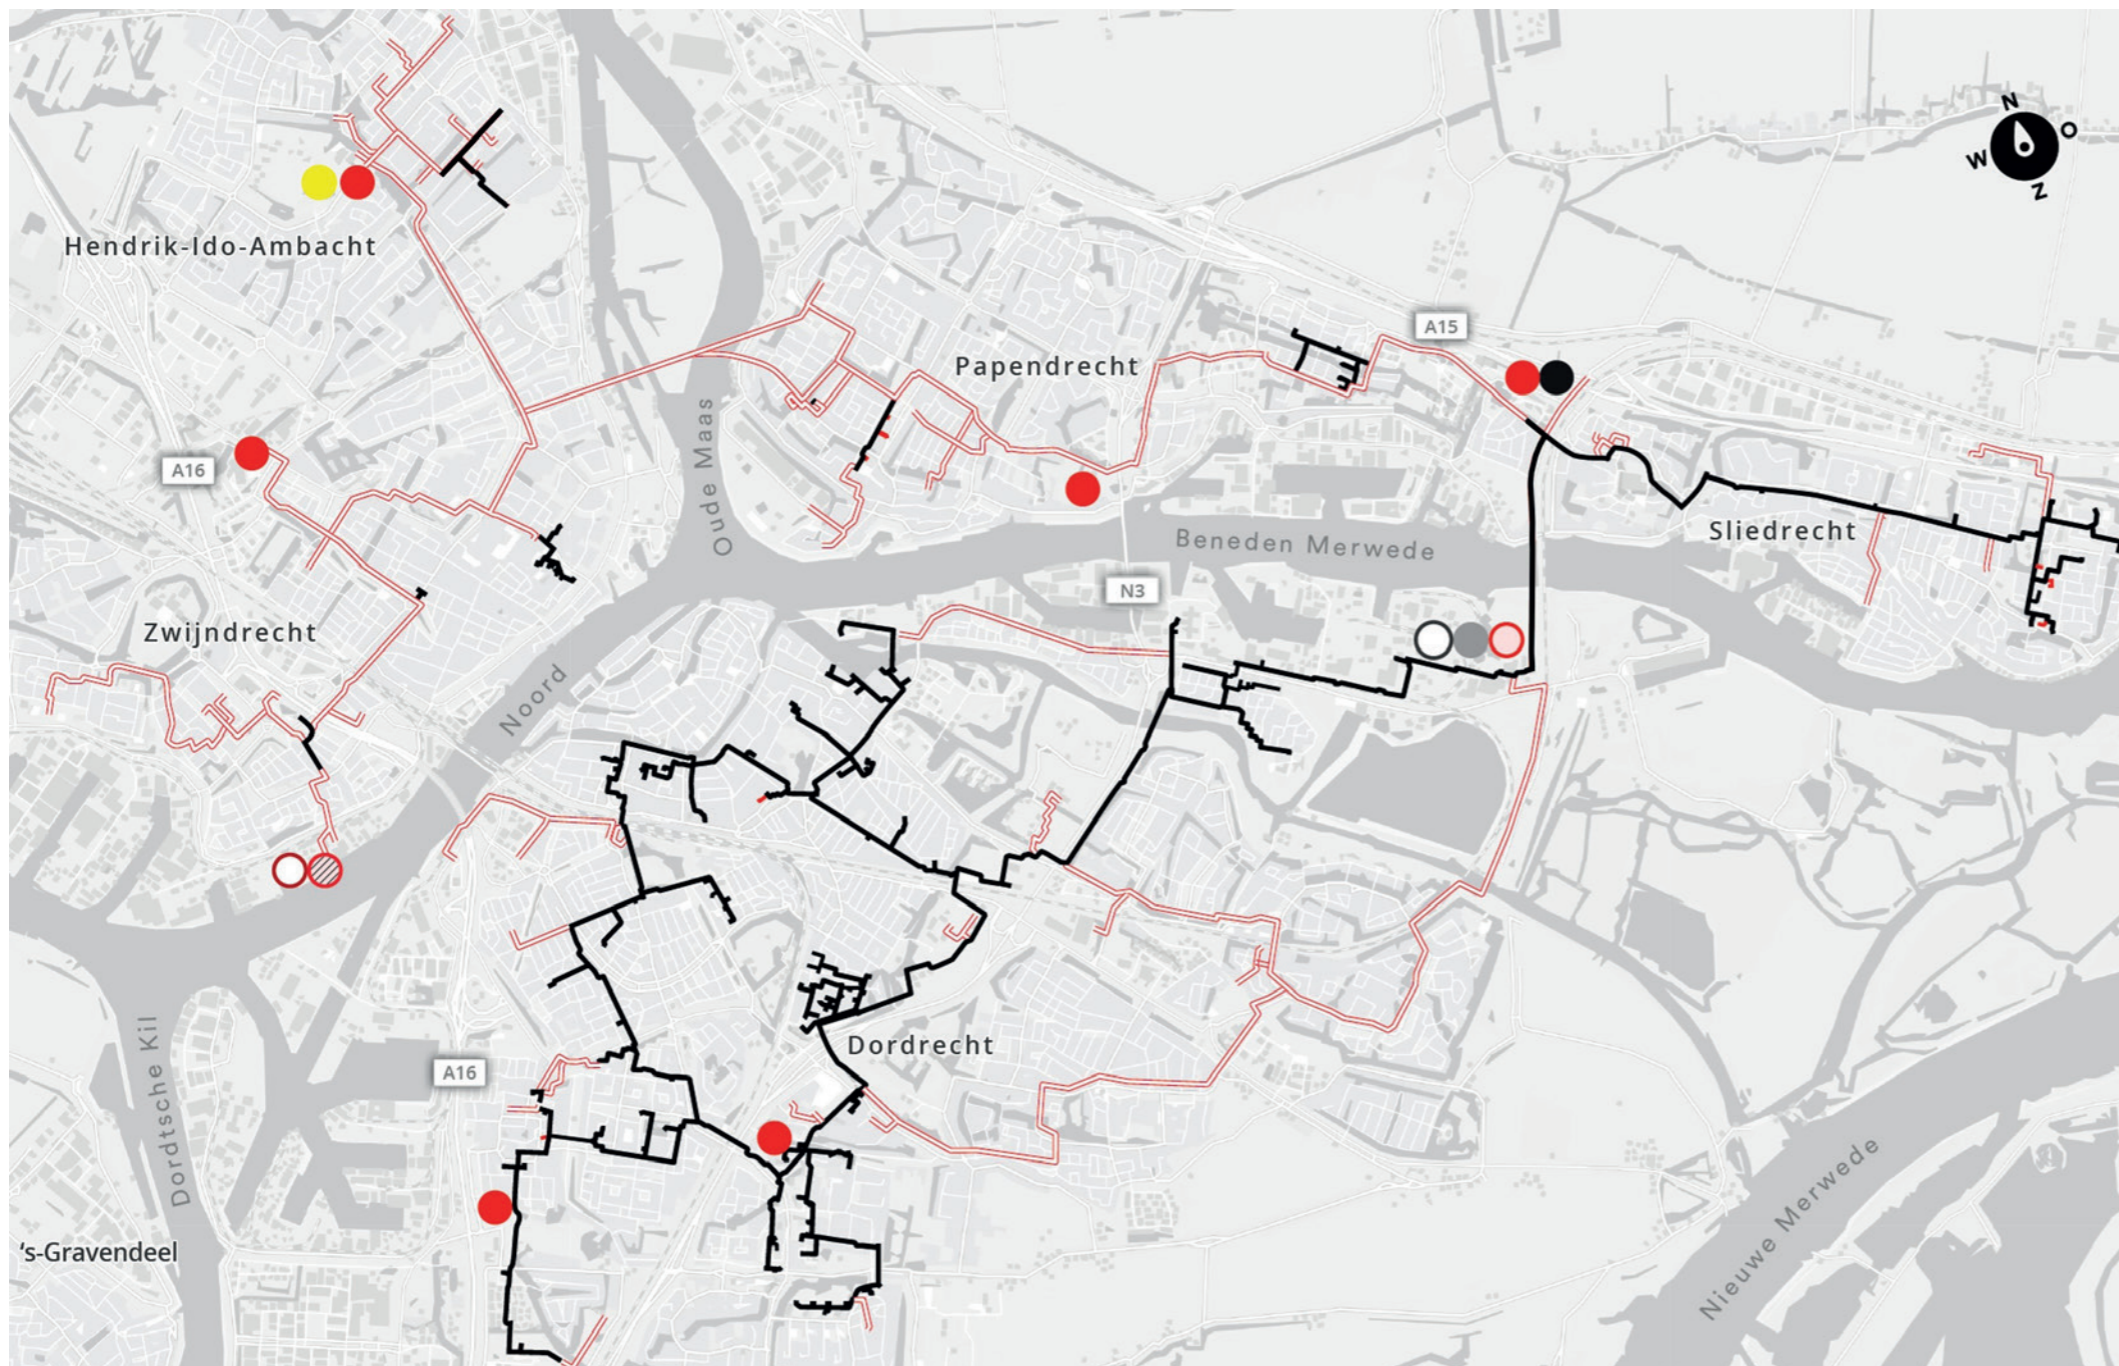 N
O
W
Z
Hendrik-Ido-Ambacht
A15
Papendrecht
Oude Maas
A16
Sliedrecht
Beneden Merwede
N3
Zwijndrecht
Noord
Dordrecht
A16
Dordtsche Kil
Nieuwe Merwede
‘s-Gravendeel